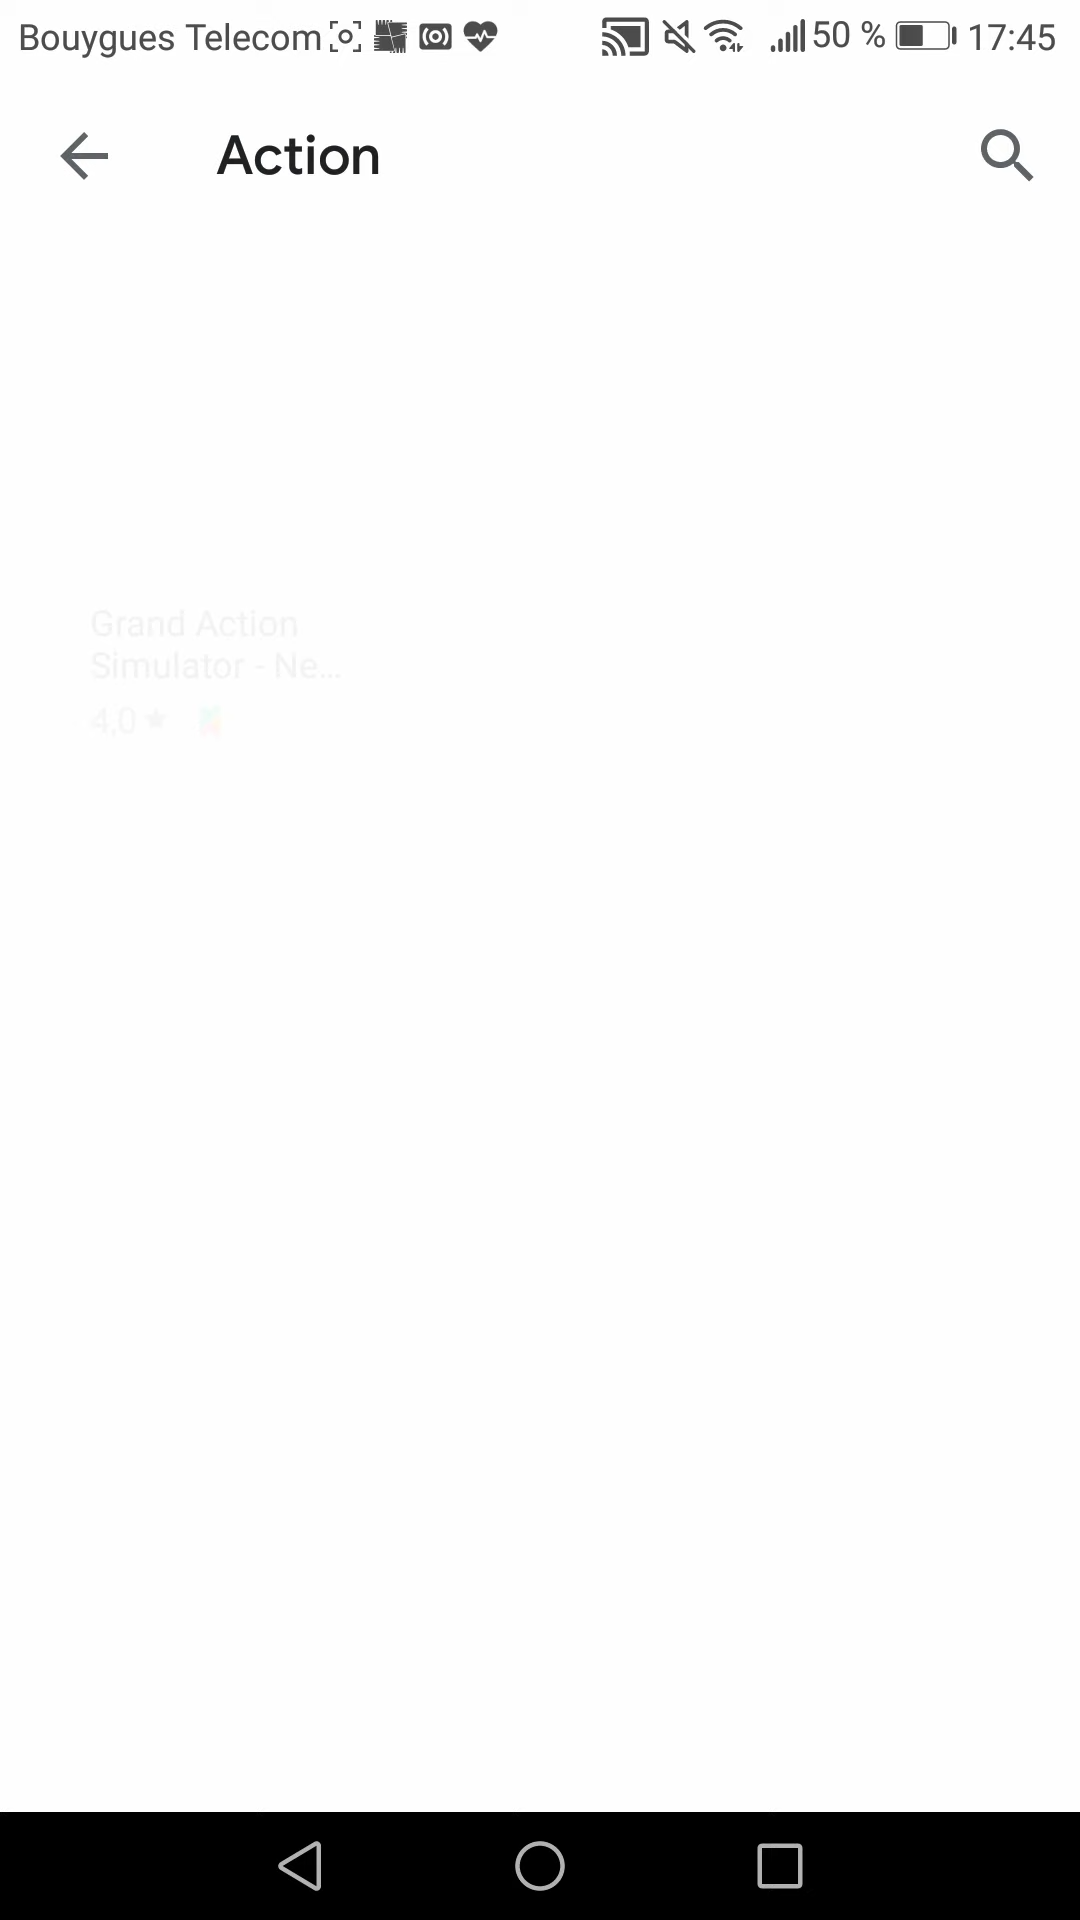 Bouygues Telecom 50 % 17:45
Action
Grand Action
Simulator - Ne...
4,0